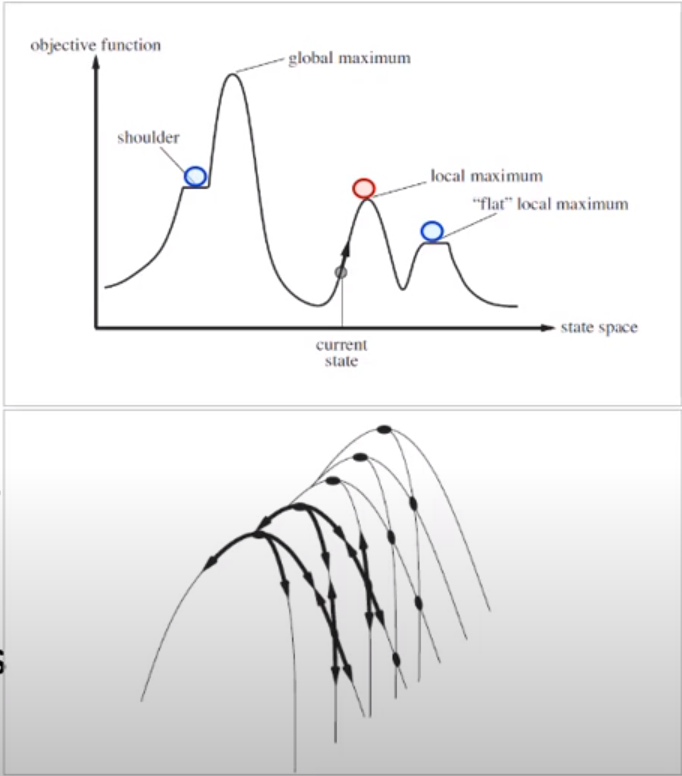 objective function
global maximum
shoulder
local maximum
“flat” local maximum
state space
current
state